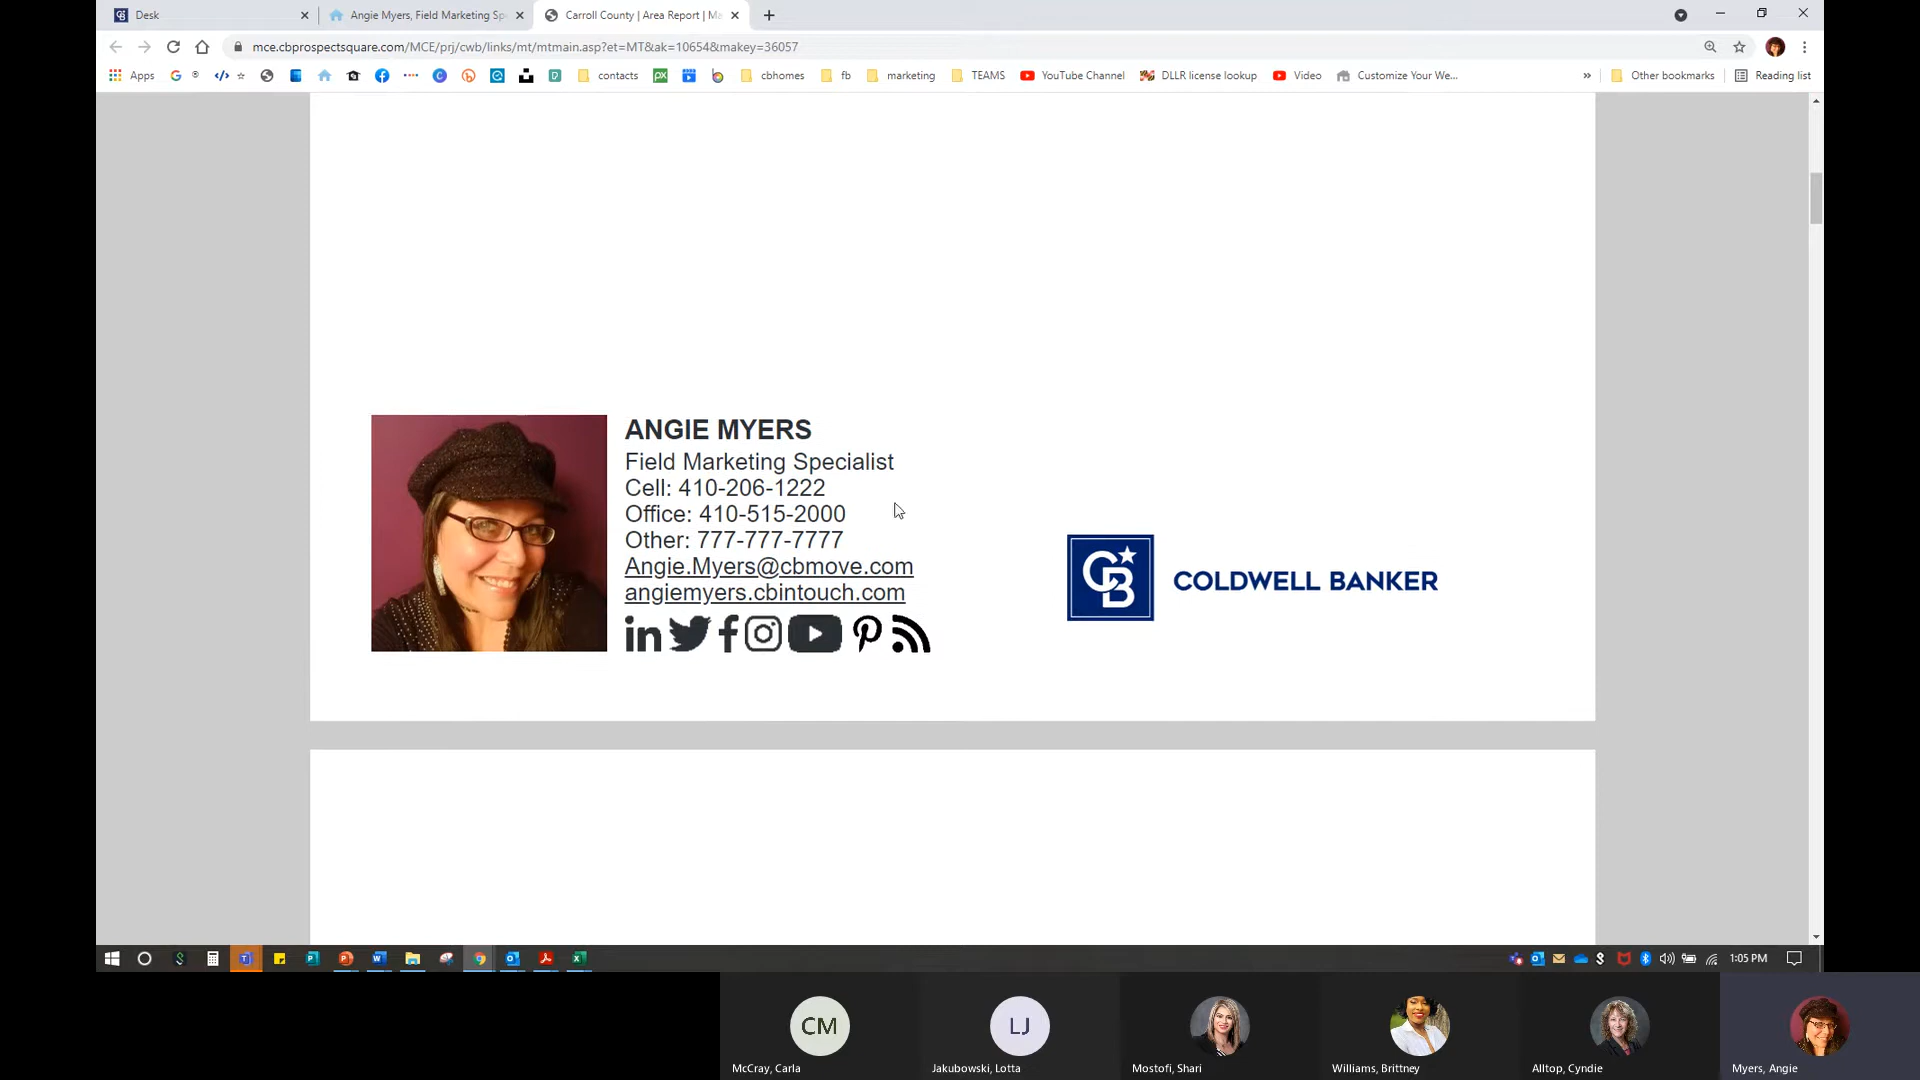 Desk
Angie Myers, Field Marketing Sp
Carroll County | Area Report | Ma
mce.cbprospectsquare.com/MCE/prj/cwb/links/mt/mtmain.asp?et=MT&ak=10654&makey=36057
Apps
contacts
cbhomes
fb
marketing
TEAMS
YouTube Channel
DLLR license lookup
Video
Customize Your We...
»
Other bookmarks
Reading list
ANGIE MYERS
Field Marketing Specialist
Cell: 410-206-1222
Office: 410-515-2000
Other: 777-777-7777
Angie.Myers@cbmove.com
angiemyers.cbintouch.com
CB
COLDWELL BANKER
1:05 PM
CM
LJ
McCray, Carla
Jakubowski, Lotta
Mostofi, Shari
Williams, Brittney
Alltop, Cyndie
Myers, Angie